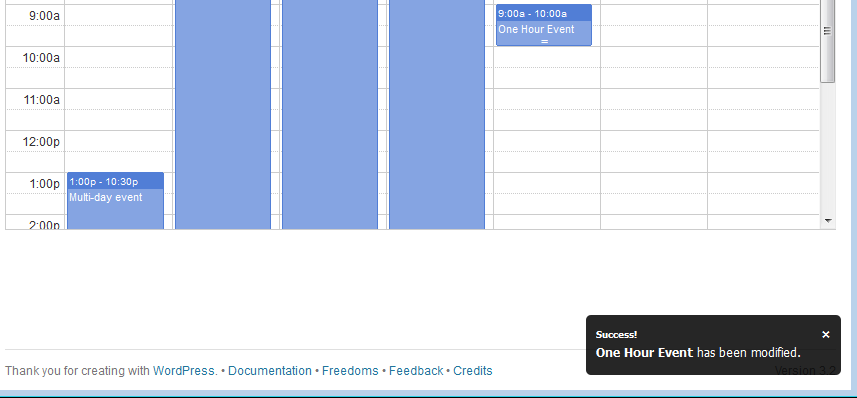 9:00a
9:00a - 10:00a
One Hour Event
10:00a
11:00a
12:00p
1:00p
1:00p - 10:30p
Multi-day event
2:00p
Success!
One Hour Event has been modified.
Thank you for creating with WordPress. • Documentation • Freedoms • Feedback • Credits
Version 3.2